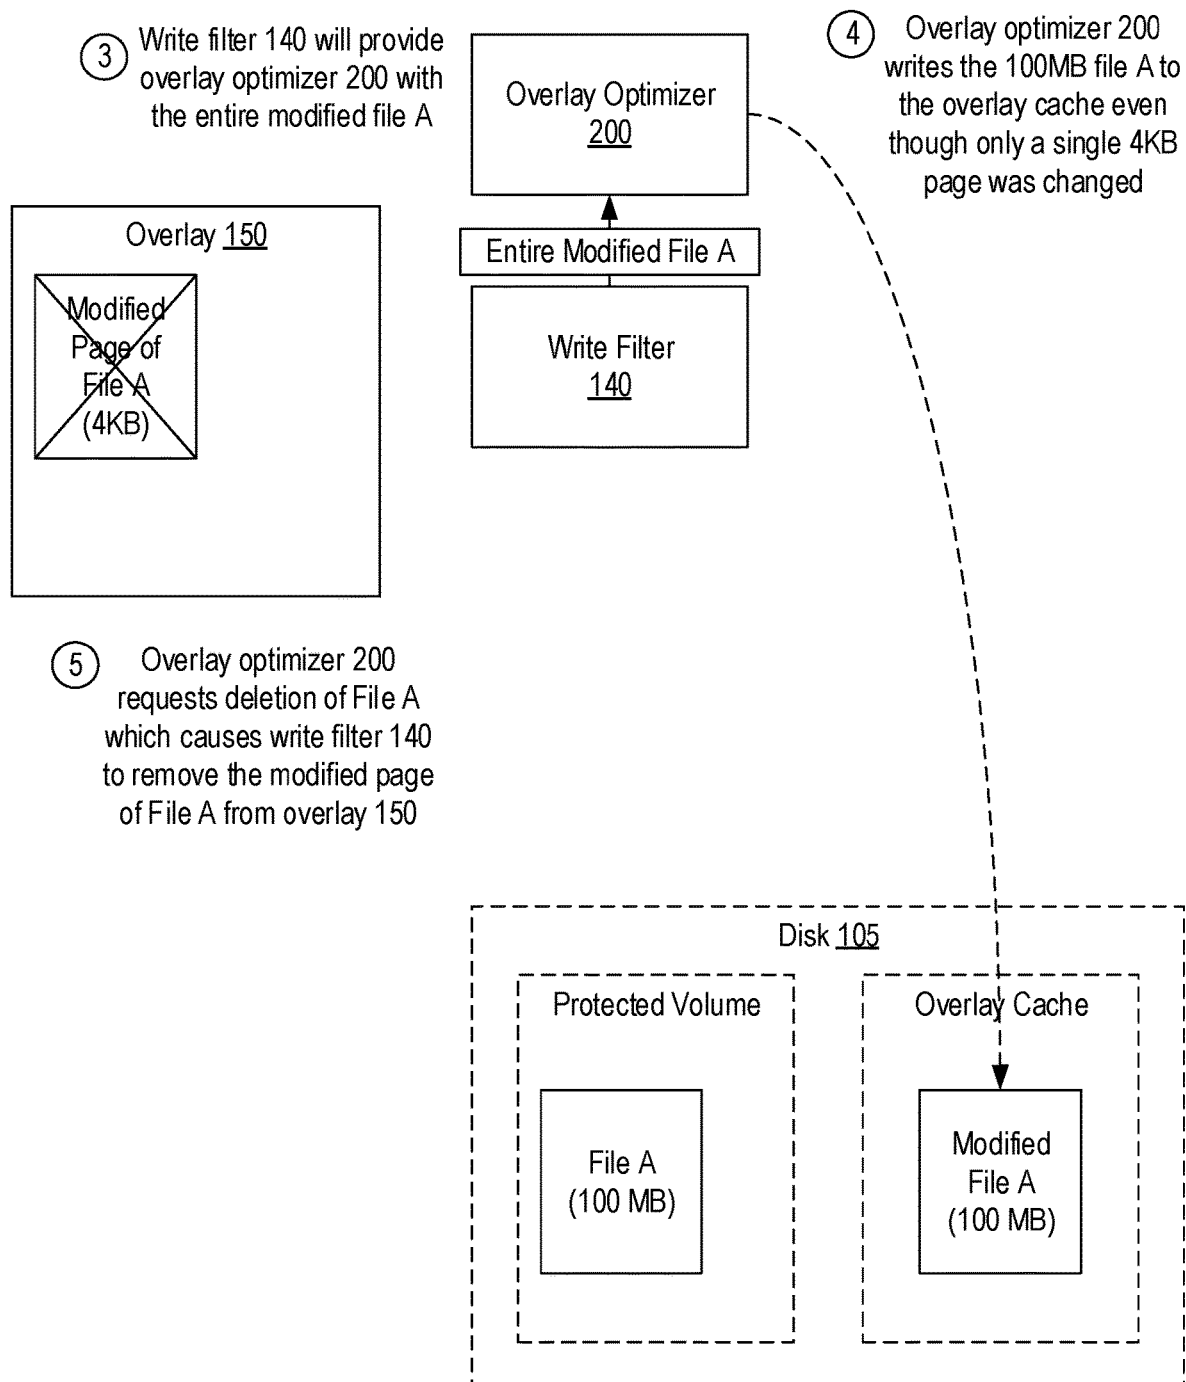 3
Write filter 140 will provide
overlay optimizer 200 with
the entire modified file A
Overlay Optimizer
200
4
Overlay optimizer 200
writes the 100MB file A to
the overlay cache even
though only a single 4KB
page was changed
Entire Modified File A
Write Filter
140
Overlay 150
Modified
Page of
File A
(4KB)
5
Overlay optimizer 200
requests deletion of File A
which causes write filter 140
to remove the modified page
of File A from overlay 150
Disk 105
Protected Volume
File A
(100 MB)
Overlay Cache
Modified
File A
(100 MB)